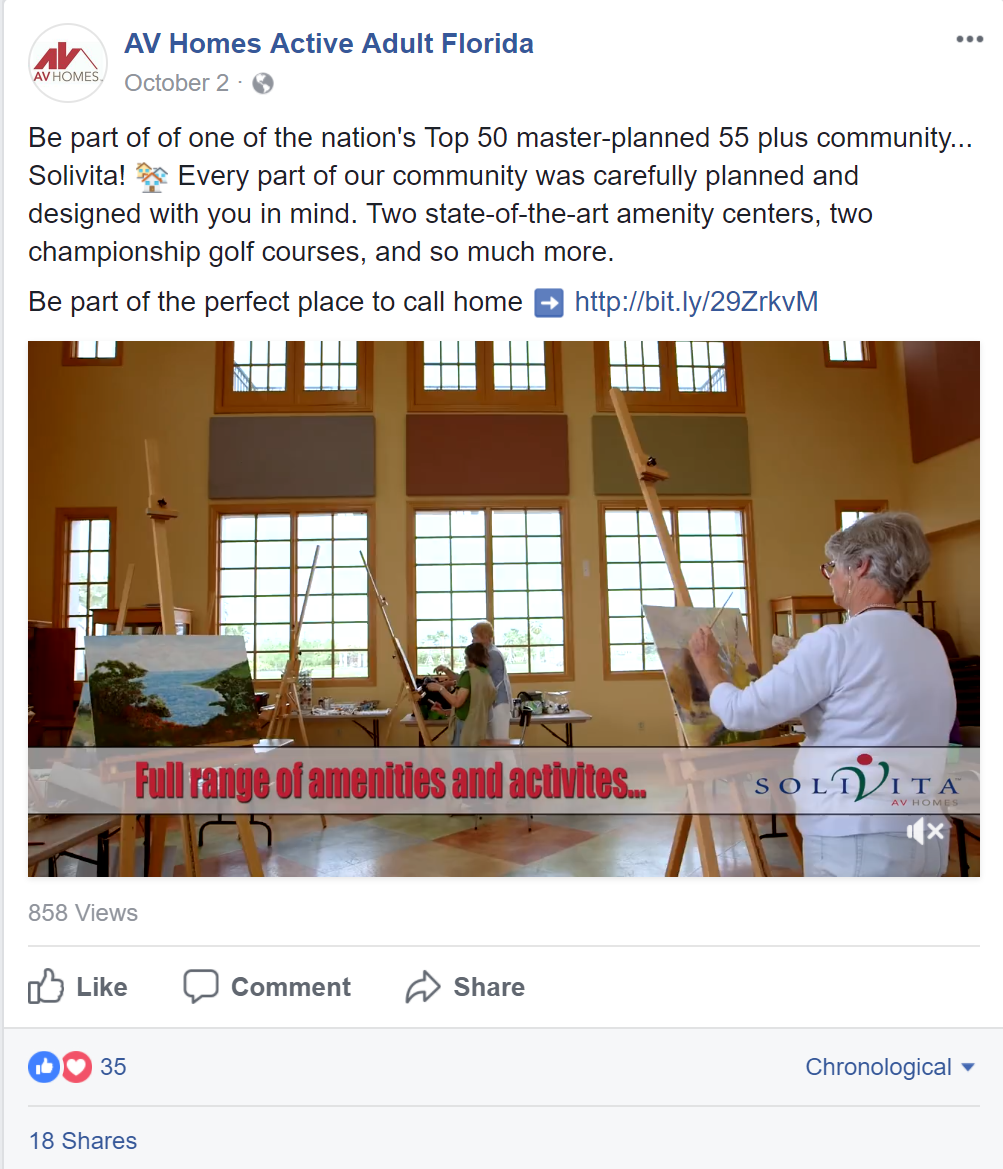 AV HOMES
AV Homes Active Adult Florida
October 2 ·
Be part of of one of the nation's Top 50 master-planned 55 plus community...
Solivita! Every part of our community was carefully planned and
designed with you in mind. Two state-of-the-art amenity centers, two
championship golf courses, and so much more.
Be part of the perfect place to call home ➡ http://bit.ly/29ZrkvM
Full range of amenities and activites...
SOLIVITA™
AV HOMES
858 Views
Like Comment Share
35 Chronological
18 Shares